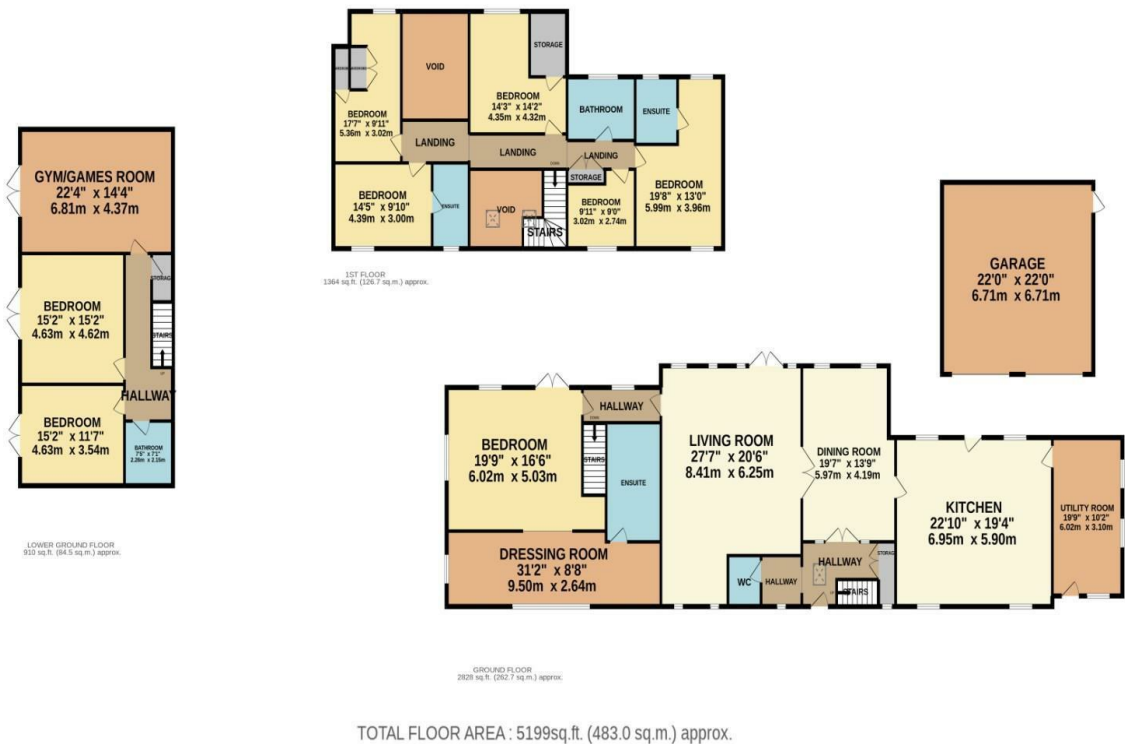 STORAGE
VOID
BEDROOM
14'3" x 14'2"
4.35m x 4.32m
BEDROOM
17'7" x 9'11"
5.36m x 3.02m
BATHROOM
ENSUITE
LANDING
LANDING
LANDING
STORAGE
BEDROOM
14'5" x 9'10"
4.39m x 3.00m
ENSUITE
VOID
STAIRS
BEDROOM
9'11" x 9'0"
3.02m x 2.74m
BEDROOM
19'8" x 13'0"
5.99m x 3.96m
DOWN
1ST FLOOR
1364 sq.ft. (126.7 sq.m.) approx.
GYM/GAMES ROOM
22'4" x 14'4"
6.81m x 4.37m
STORAGE
BEDROOM
15'2" x 15'2"
4.63m x 4.62m
STAIRS
UP
HALLWAY
BEDROOM
15'2" x 11'7"
4.63m x 3.54m
BATHROOM
7'5" x 7'1"
2.26m x 2.15m
LOWER GROUND FLOOR
910 sq.ft. (84.5 sq.m.) approx.
GARAGE
22'0" x 22'0"
6.71m x 6.71m
HALLWAY
DOWN
BEDROOM
19'9" x 16'6"
6.02m x 5.03m
STAIRS
ENSUITE
DRESSING ROOM
31'2" x 8'8"
9.50m x 2.64m
LIVING ROOM
27'7" x 20'6"
8.41m x 6.25m
DINING ROOM
19'7" x 13'9"
5.97m x 4.19m
WC
HALLWAY
HALLWAY
STORAGE
UP
STAIRS
KITCHEN
22'10" x 19'4"
6.95m x 5.90m
UTILITY ROOM
19'9" x 10'2"
6.02m x 3.10m
GROUND FLOOR
2828 sq.ft. (262.7 sq.m.) approx.
TOTAL FLOOR AREA : 5199sq.ft. (483.0 sq.m.) approx.